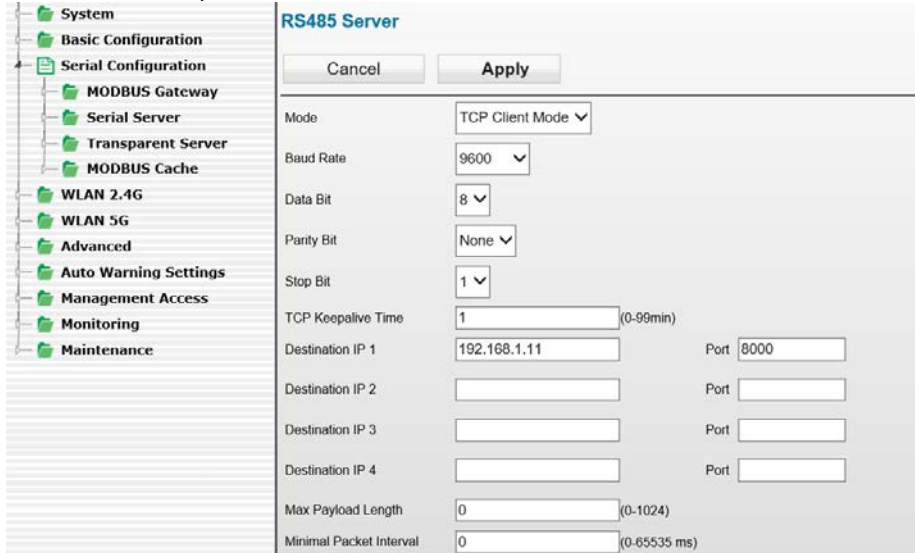 System
Basic Configuration
Serial Configuration
MODBUS Gateway
Serial Server
Transparent Server
MODBUS Cache
WLAN 2.4G
WLAN 5G
Advanced
Auto Warning Settings
Management Access
Monitoring
Maintenance
RS485 Server
Cancel Apply
Mode TCP Client Mode
Baud Rate 9600
Data Bit 8
Parity Bit None
Stop Bit 1
TCP Keepalive Time 1 (0-99min)
Destination IP 1 192.168.1.11 Port 8000
Destination IP 2 Port
Destination IP 3 Port
Destination IP 4 Port
Max Payload Length 0 (0-1024)
Minimal Packet Interval 0 (0-65535 ms)